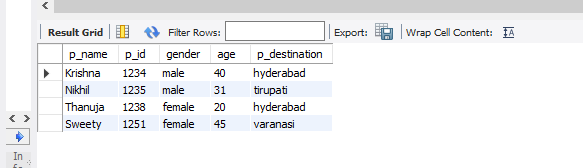 Result Grid Filter Rows: Export: Wrap Cell Content:
p_name p_id gender age p_destination
Krishna 1234 male 40 hyderabad
Nikhil 1235 male 31 tirupati
Thanuja 1238 female 20 hyderabad
Sweety 1251 female 45 varanasi
In